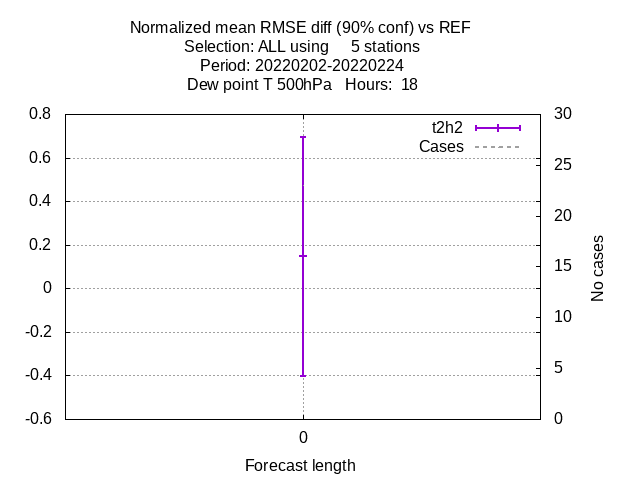 Normalized mean RMSE diff (90% conf) vs REF
Selection: ALL using     5 stations
Period: 20220202-20220224
Dew point T 500hPa   Hours:  18
0.8
0.6
0.4
0.2
0
-0.2
-0.4
-0.6
t2h2
Cases
30
25
20
15
10
5
0
No cases
0
Forecast length